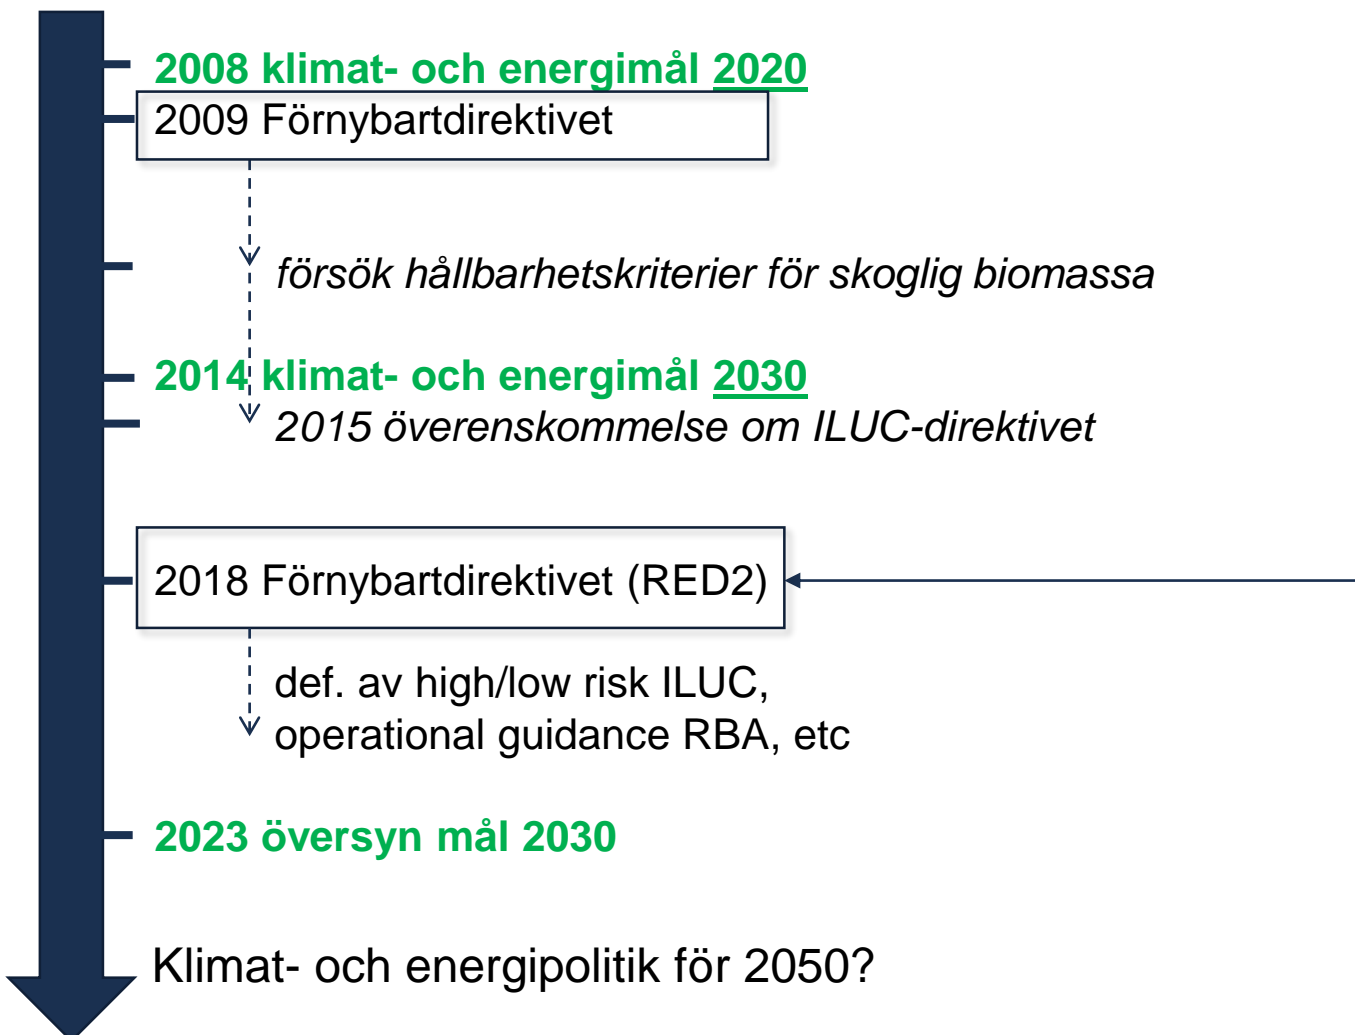 2008 klimat- och energimål 2020
2009 Förnybartdirektivet
försök hållbarhetskriterier för skoglig biomassa
2014 klimat- och energimål 2030
2015 överenskommelse om ILUC-direktivet
2018 Förnybartdirektivet (RED2)
def. av high/low risk ILUC,
operational guidance RBA, etc
2023 översyn mål 2030
Klimat- och energipolitik för 2050?